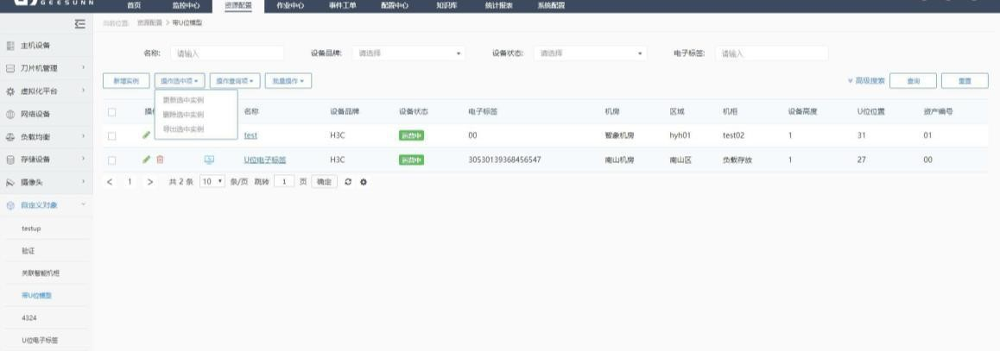 GEESUNN
首页 监控中心 资源配置 作业中心 事件工单 配置中心 知识库 统计报表 系统配置
当前位置: 资源配置 > 带U位模型
主机设备
刀片机管理
虚拟化平台
网络设备
负载均衡
存储设备
摄像头
自定义对象
testup
验证
关联智能机柜
带U位模型
4324
U位电子标签
名称: 请输入 设备品牌: 请选择 设备状态: 请选择 电子标签: 请输入
新增实例 操作选中项 操作查询项 批量操作 高级搜索 查询 重置
更新选中实例
删除选中实例
导出选中实例
操 名称 设备品牌 设备状态 电子标签 机房 区域 机柜 设备高度 U位位置 资产编号
test H3C 运营中 00 智象机房 hyh01 test02 1 31 01
U位电子标签 H3C 运营中 30530139368456547 南山机房 南山区 负载存放 1 27 00
< 1 > 共 2 条 10 条/页 跳转 1 页 确定